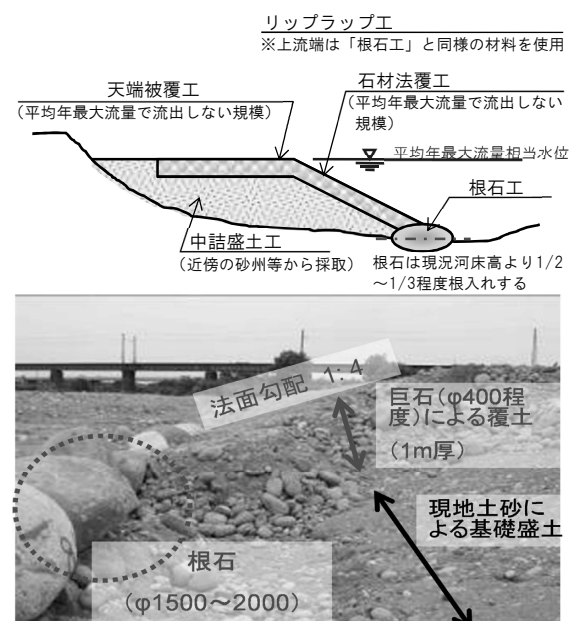 リップラップ工
※上流端は「根石工」と同様の材料を使用
天端被覆工
(平均年最大流量で流出しない規模)
石材法覆工
(平均年最大流量で流出しない
規模)
平均年最大流量相当水位
根石工
中詰盛土工
(近傍の砂州等から採取)
根石は現況河床高より1/2
～1/3程度根入れする
法面勾配 1:4
巨石(φ400程
度)による覆土
(1m厚)
現地土砂に
よる基礎盛土
根石
(φ1500～2000)